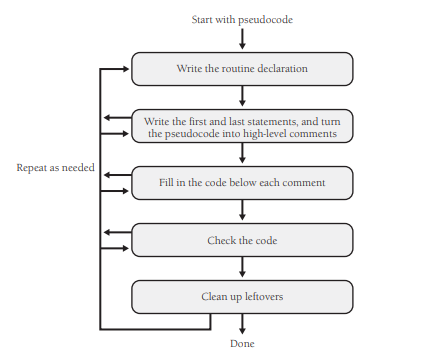 Start with pseudocode
Write the routine declaration
Write the first and last statements, and turn
the pseudocode into high-level comments
Repeat as needed
Fill in the code below each comment
Check the code
Clean up leftovers
Done